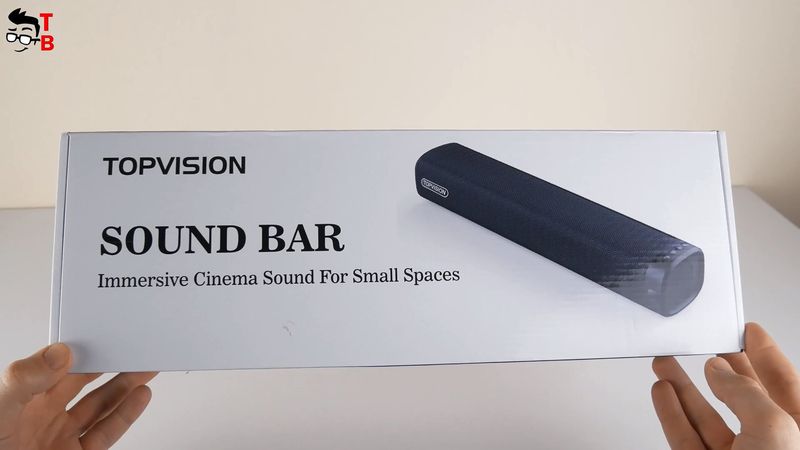 T
B
TOPVISION
TOPVISION
SOUND BAR
Immersive Cinema Sound For Small Spaces